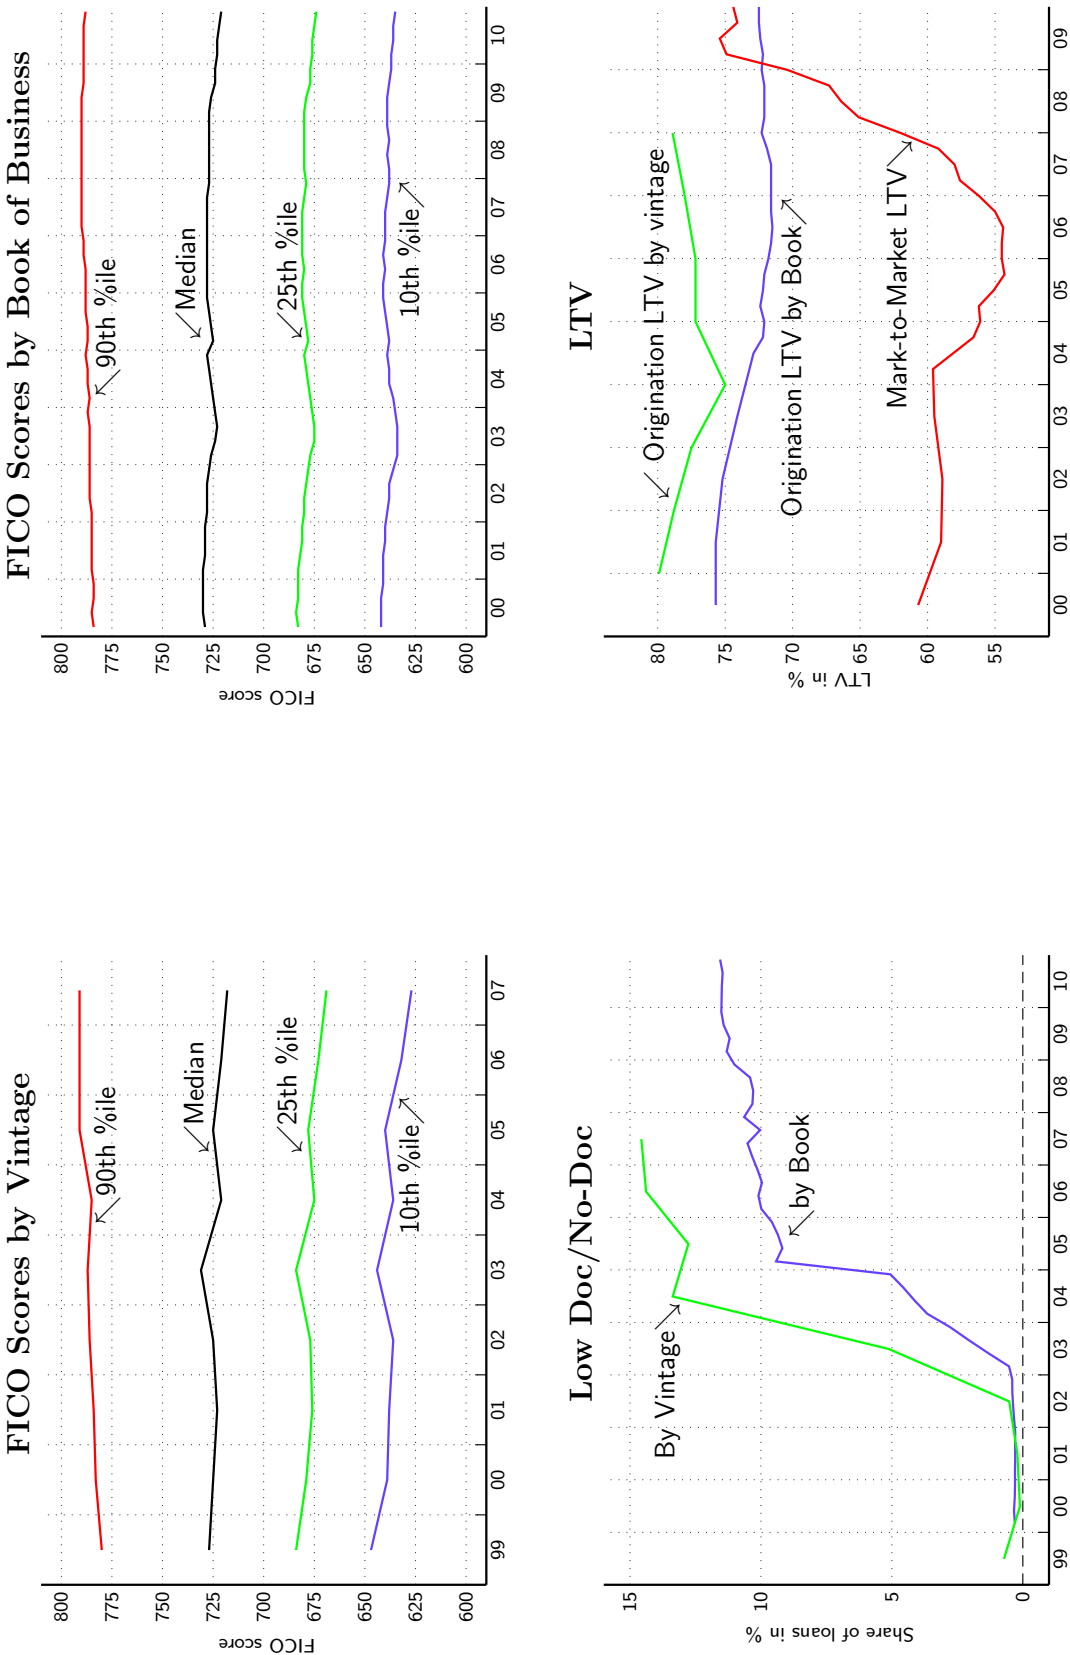 FICO Scores by Vintage
FICO score
800
775
750
725
700
675
650
625
600
90th %ile
Median
25th %ile
10th %ile
99 00 01 02 03 04 05 06 07
FICO Scores by Book of Business
FICO score
800
775
750
725
700
675
650
625
600
90th %ile
Median
25th %ile
10th %ile
00 01 02 03 04 05 06 07 08 09 10
Low Doc/No-Doc
Share of loans in %
15
10
5
0
By Vintage
by Book
99 00 01 02 03 04 05 06 07 08 09 10
LTV
LTV in %
80
75
70
65
60
55
Origination LTV by vintage
Origination LTV by Book
Mark-to-Market LTV
00 01 02 03 04 05 06 07 08 09